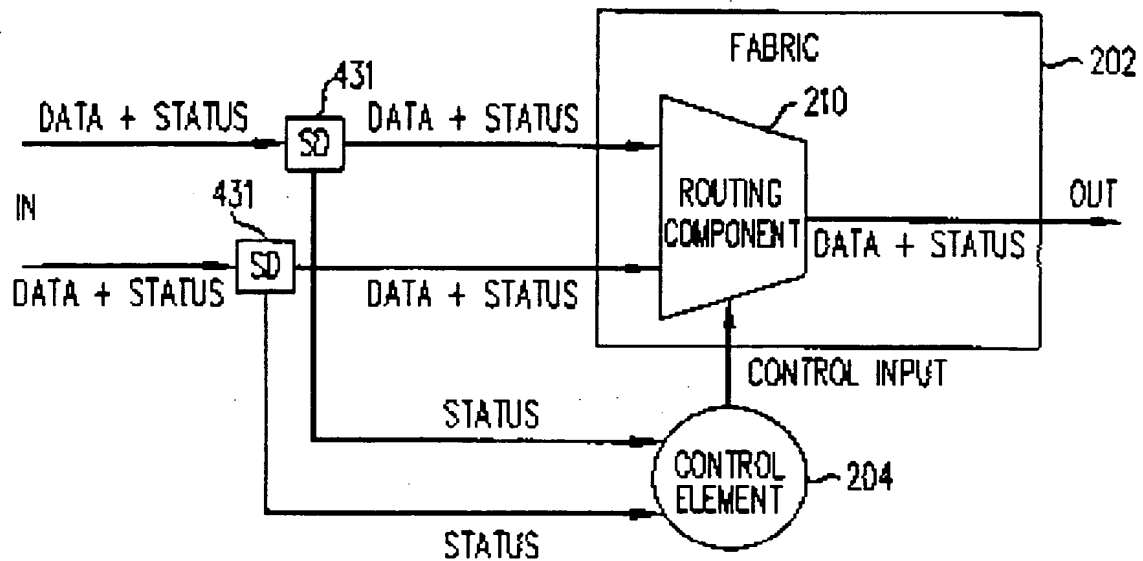 FABRIC
202
431
210
DATA + STATUS
SD
DATA + STATUS
431
IN
ROUTING
COMPONENT
OUT
DATA + STATUS
SD
DATA + STATUS
DATA + STATUS
CONTROL INPUT
STATUS
CONTROL
ELEMENT
204
STATUS